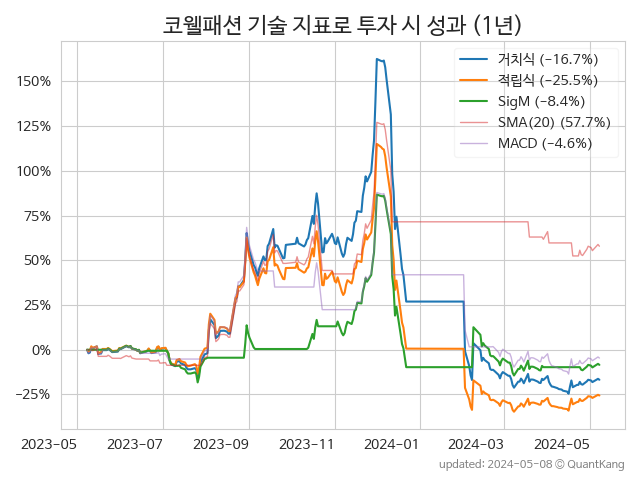 코웰패션 기술 지표로 투자 시 성과 (1년)
거치식 (−16.7%)
적립식 (−25.5%)
SigM (−8.4%)
SMA(20) (57.7%)
MACD (−4.6%)
150%
125%
100%
75%
50%
25%
0%
−25%
2023-05 2023-07 2023-09 2023-11 2024-01 2024-03 2024-05
updated: 2024-05-08 © QuantKang